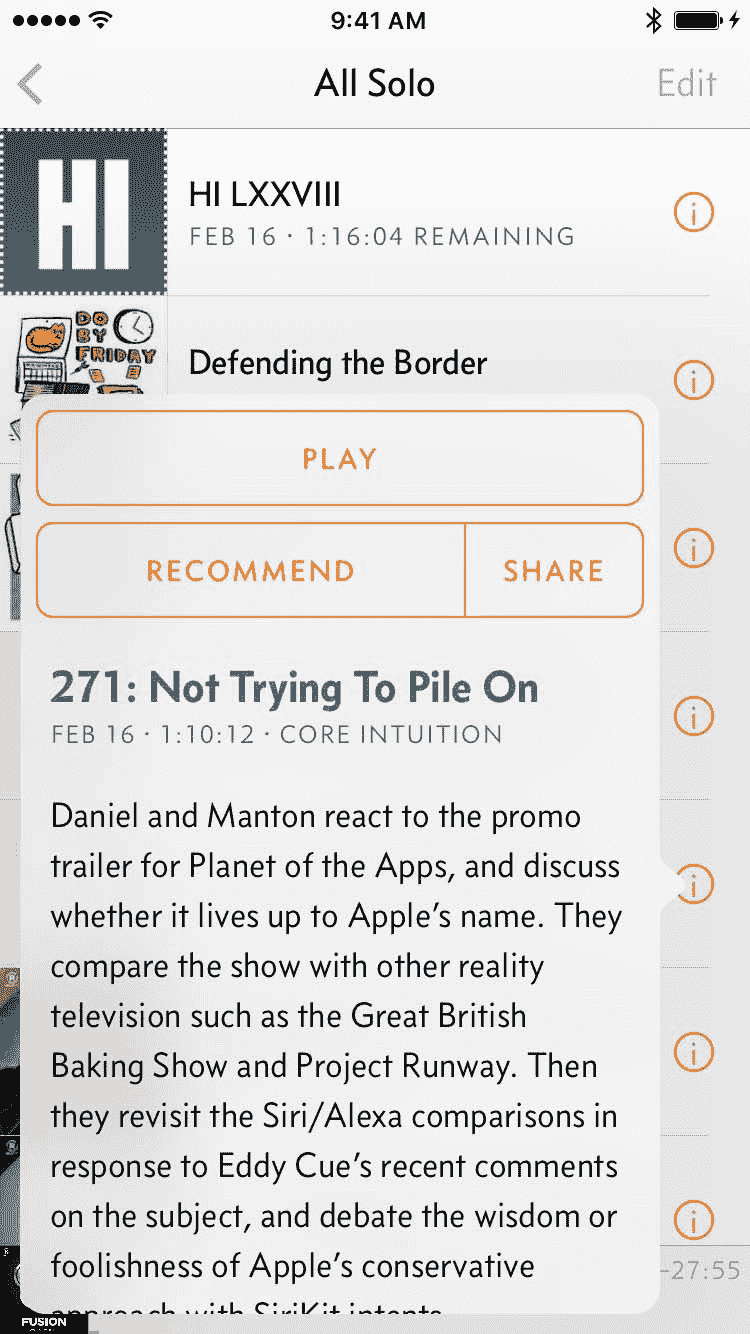 9:41 AM
All Solo
Edit
HI
HI LXXVIII
FEB 16 · 1:16:04 REMAINING
DO
BY
FRIDAY
Defending the Border
PLAY
RECOMMEND
SHARE
271: Not Trying To Pile On
FEB 16 · 1:10:12 · CORE INTUITION
Daniel and Manton react to the promo
trailer for Planet of the Apps, and discuss
whether it lives up to Apple’s name. They
compare the show with other reality
television such as the Great British
Baking Show and Project Runway. Then
they revisit the Siri/Alexa comparisons in
response to Eddy Cue’s recent comments
on the subject, and debate the wisdom or
foolishness of Apple’s conservative
approach with SiriKit intents.
-27:55
FUSION